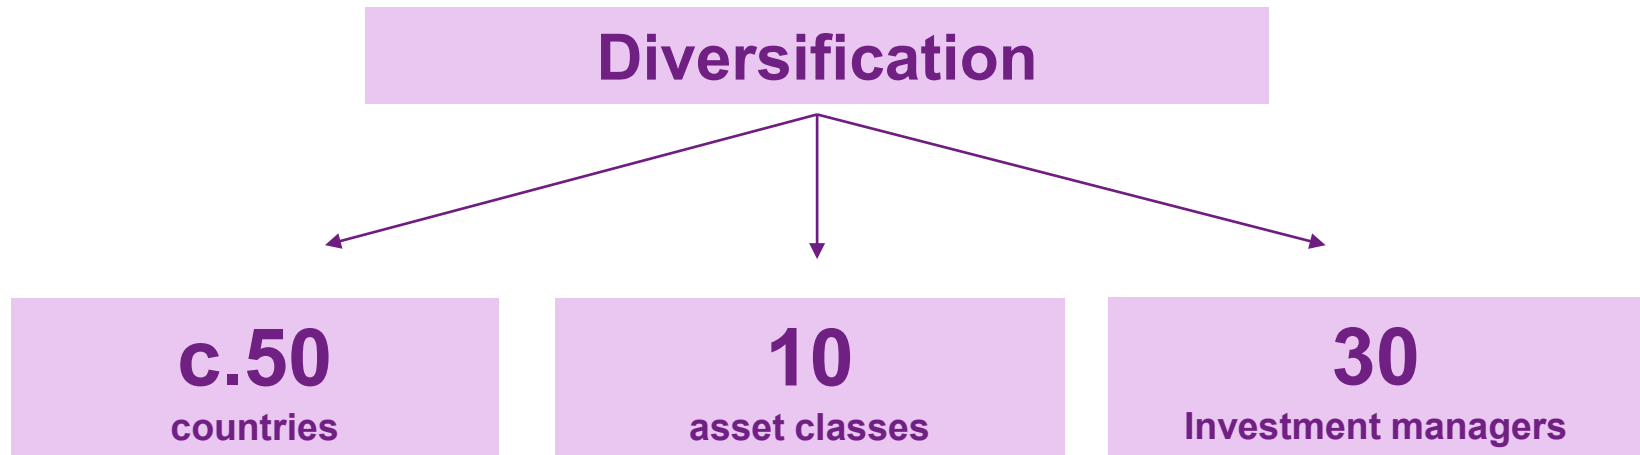 Diversification
c.50
countries
10
asset classes
30
Investment managers